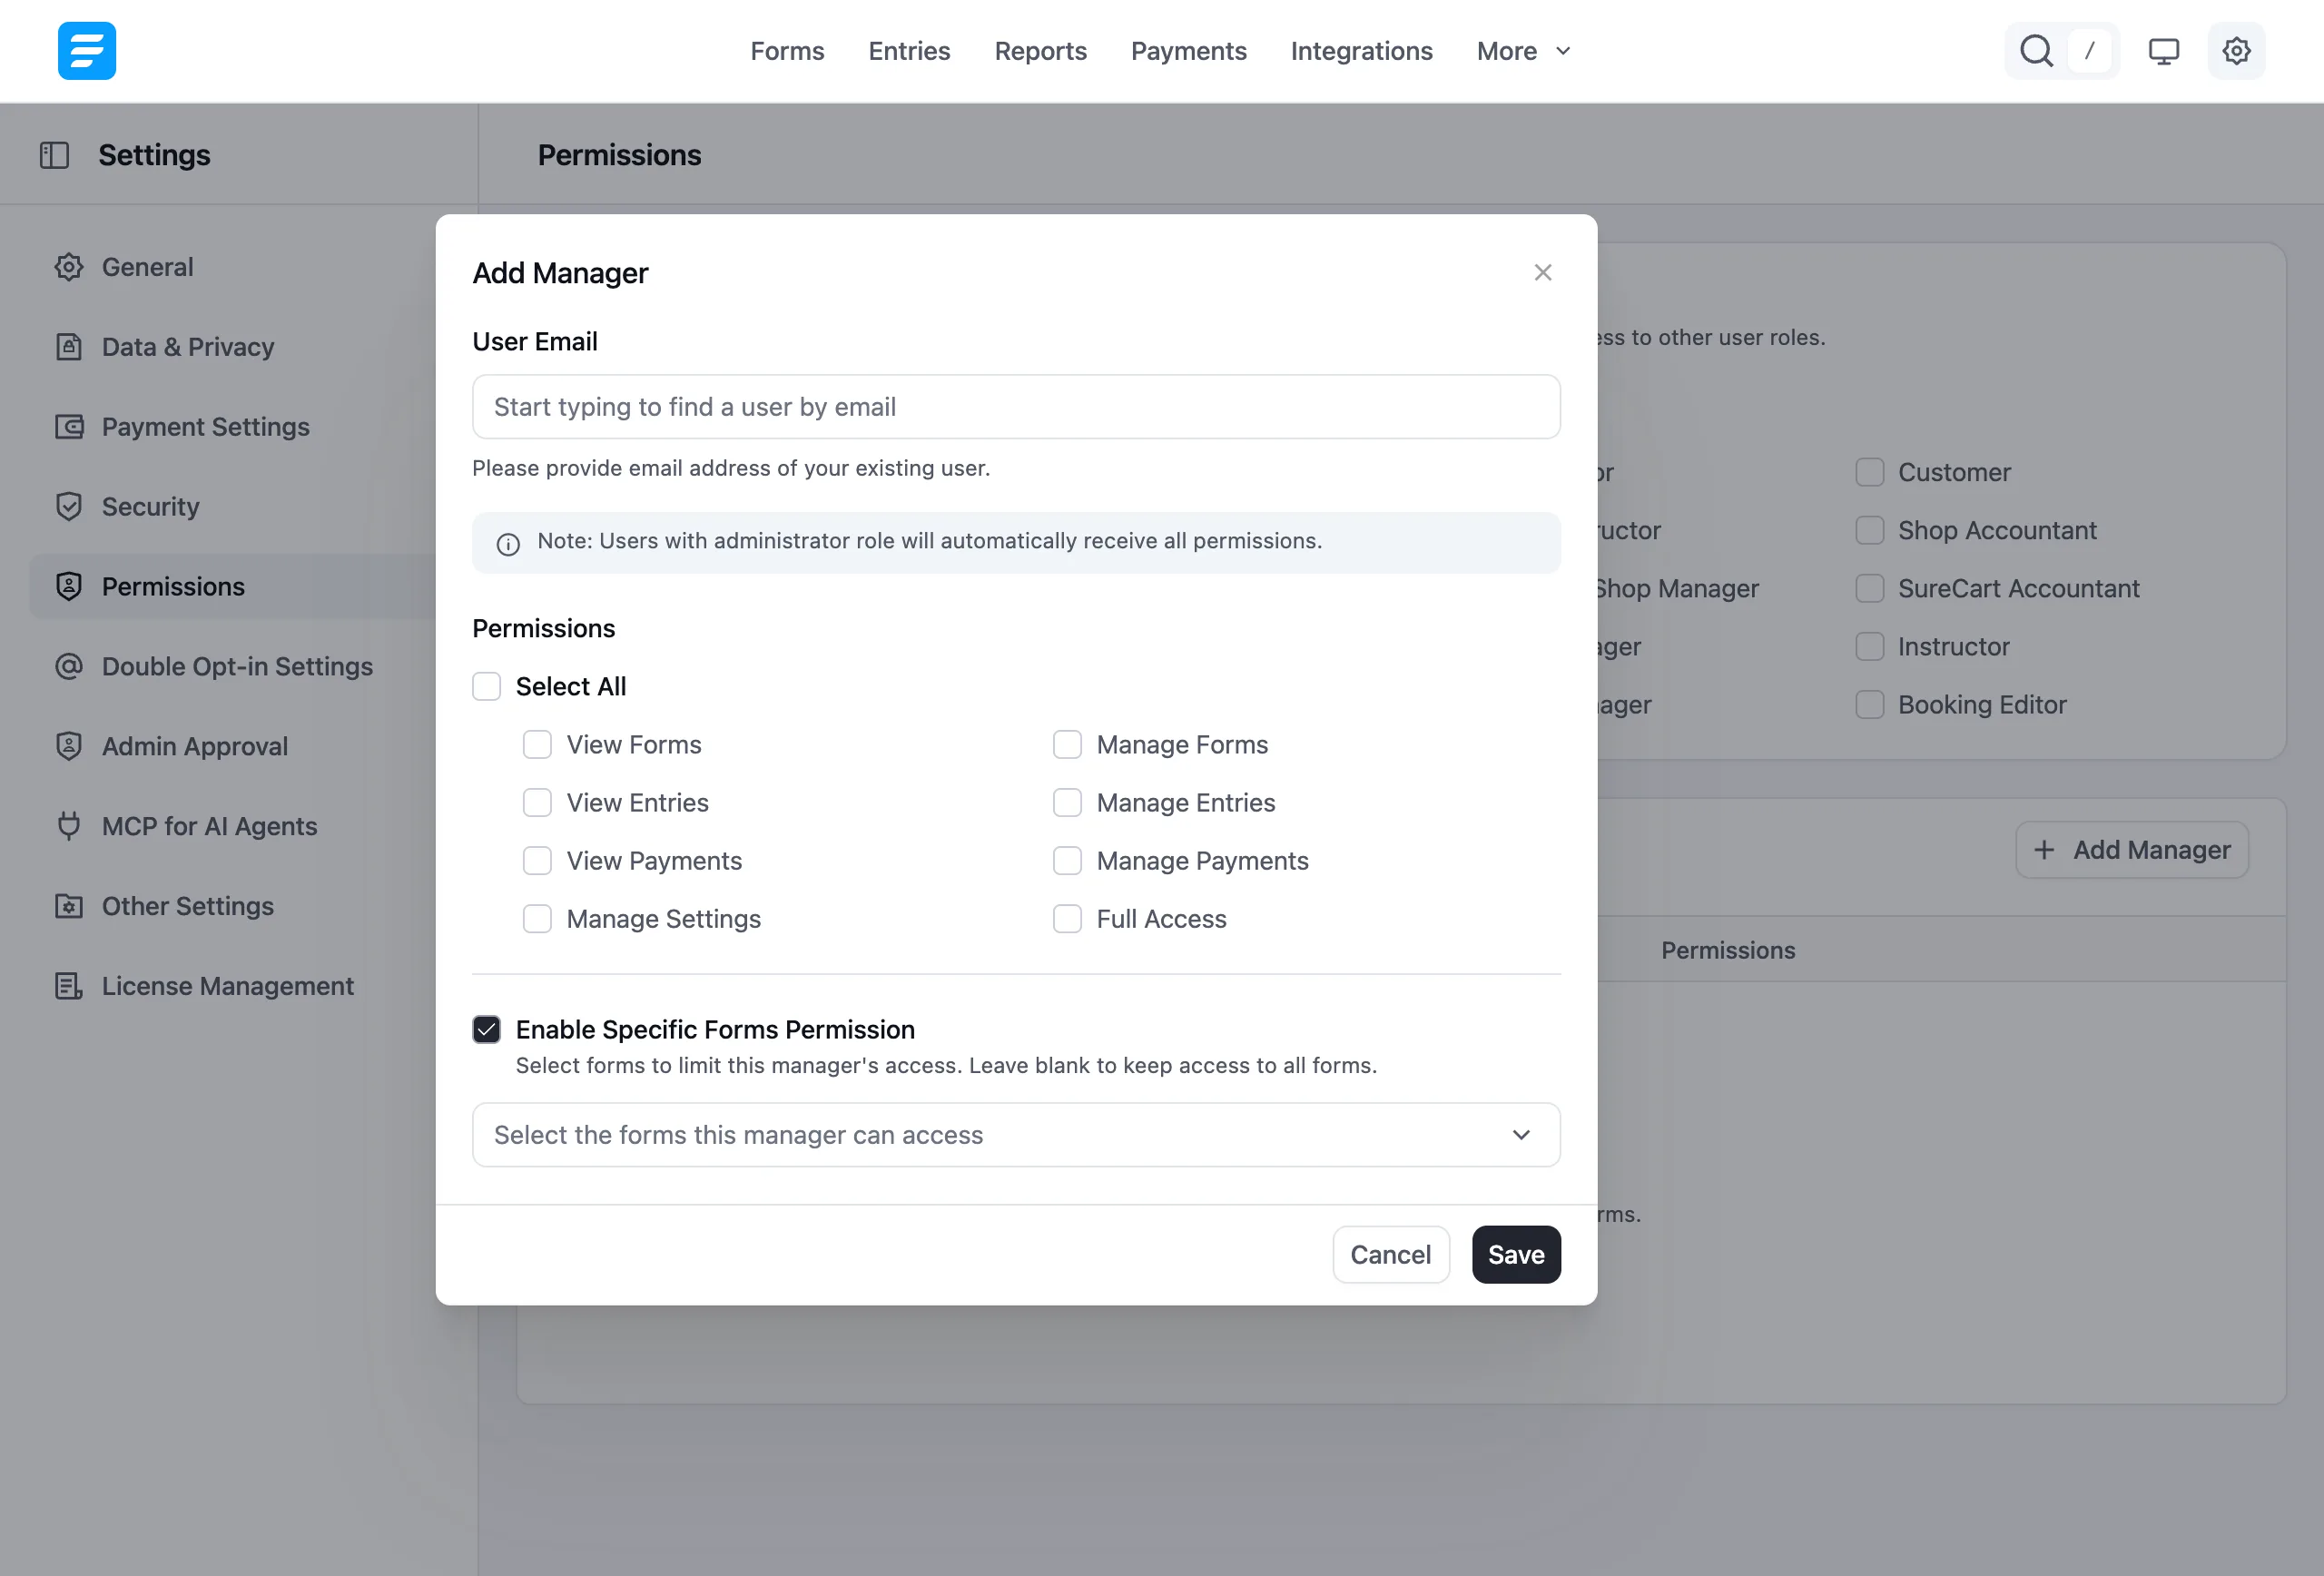 Forms Entries Reports Payments Integrations More /
Settings
Permissions
General
Data & Privacy
Payment Settings
Security
Permissions
Double Opt-in Settings
Admin Approval
MCP for AI Agents
Other Settings
License Management
Add Manager
User Email
Start typing to find a user by email
Please provide email address of your existing user.
Note: Users with administrator role will automatically receive all permissions.
Permissions
Select All
View Forms Manage Forms
View Entries Manage Entries
View Payments Manage Payments
Manage Settings Full Access
Enable Specific Forms Permission
Select forms to limit this manager's access. Leave blank to keep access to all forms.
Select the forms this manager can access
Cancel Save
to other user roles.
Customer
Shop Accountant
Shop Manager SureCart Accountant
Instructor
Booking Editor
+ Add Manager
Permissions